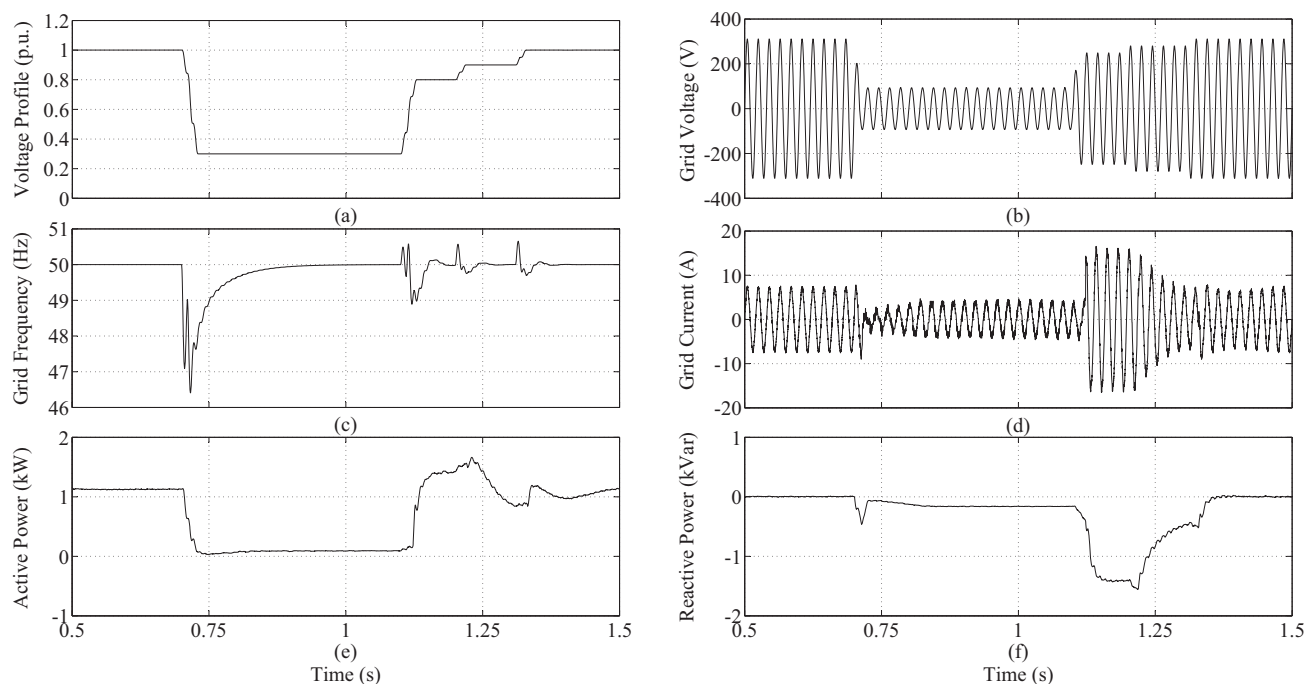 Voltage Profile (p.u.)
1.2
1
0.8
0.6
0.4
0.2
0
(a)
Grid Voltage (V)
400
200
0
-200
-400
(b)
Grid Frequency (Hz)
51
50
49
48
47
46
(c)
Grid Current (A)
20
10
0
-10
-20
(d)
Active Power (kW)
2
1
0
-1
0.5 0.75 1 1.25 1.5
(e)
Time (s)
Reactive Power (kVar)
1
0
-1
-2
0.5 0.75 1 1.25 1.5
(f)
Time (s)